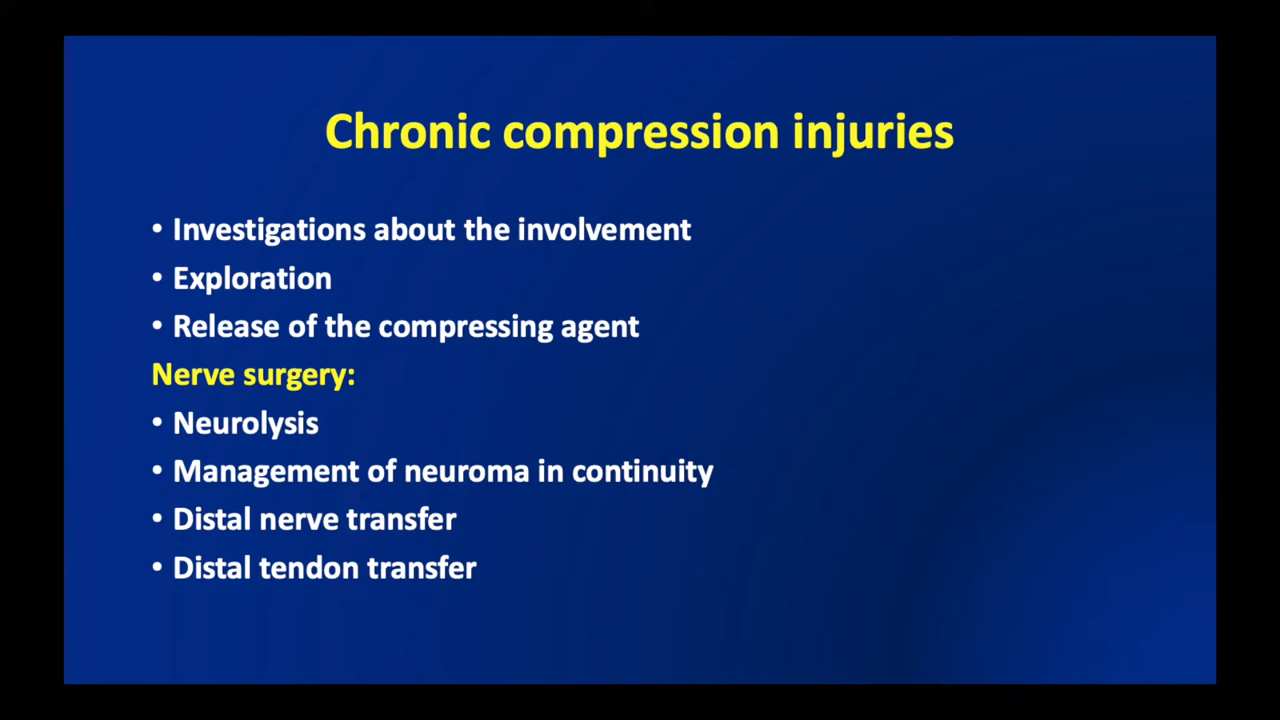 Chronic compression injuries
• Investigations about the involvement
• Exploration
• Release of the compressing agent
Nerve surgery:
• Neurolysis
• Management of neuroma in continuity
• Distal nerve transfer
• Distal tendon transfer